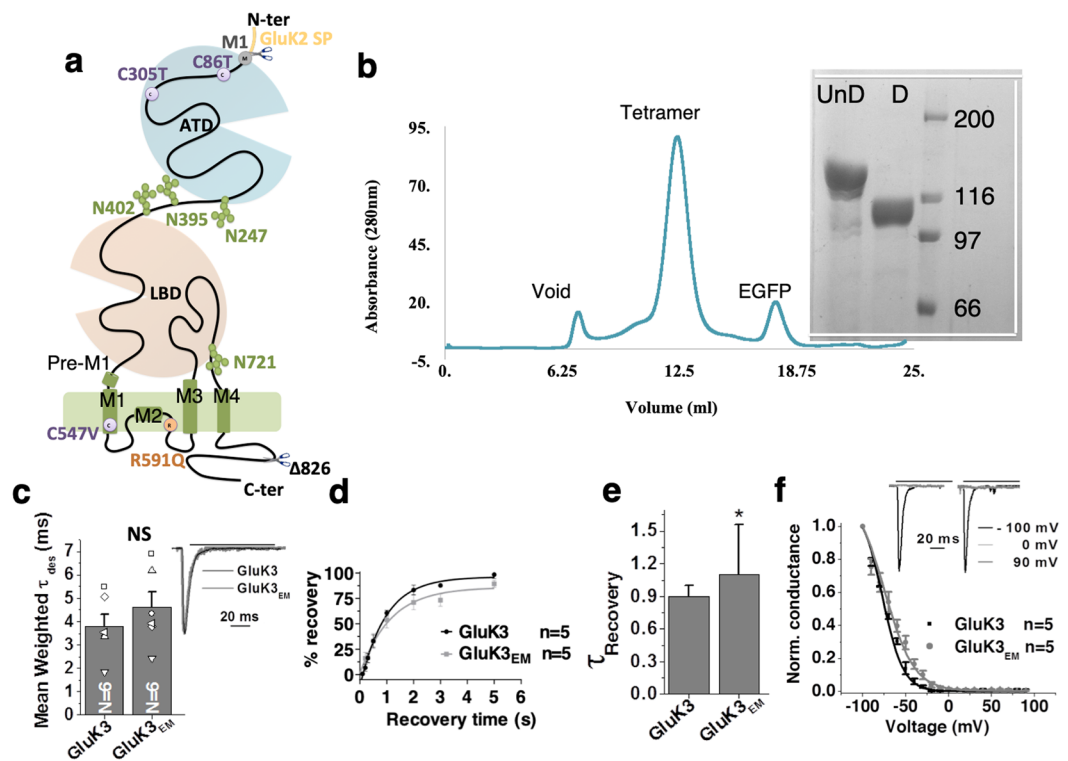 a
N-ter
GluK2 SP
M1
M
C86T
C
C305T
C
ATD
N402
N395
N247
LBD
N721
Pre-M1
M1
M2
M3
M4
C
R
C547V
R591Q
Δ826
C-ter
b
Absorbance (280nm)
95.
70.
45.
20.
-5.
Void
Tetramer
EGFP
0.
6.25
12.5
18.75
25.
Volume (ml)
UnD
D
200
116
97
66
c
Mean Weighted τ des (ms)
7
6
5
4
3
2
1
0
NS
N=6
N=6
GluK3
GluK3EM
GluK3
GluK3EM
20 ms
d
% recovery
100
75
50
25
0
0 1 2 3 4 5 6
Recovery time (s)
GluK3 n=5
GluK3EM n=5
e
τRecovery
1.5
1.2
0.9
0.6
0.3
0.0
*
GluK3
GluK3EM
f
Norm. conductance
1.0
0.8
0.6
0.4
0.2
0.0
-100 -50 0 50 100
Voltage (mV)
20 ms
- 100 mV
0 mV
90 mV
GluK3 n=5
GluK3EM n=5